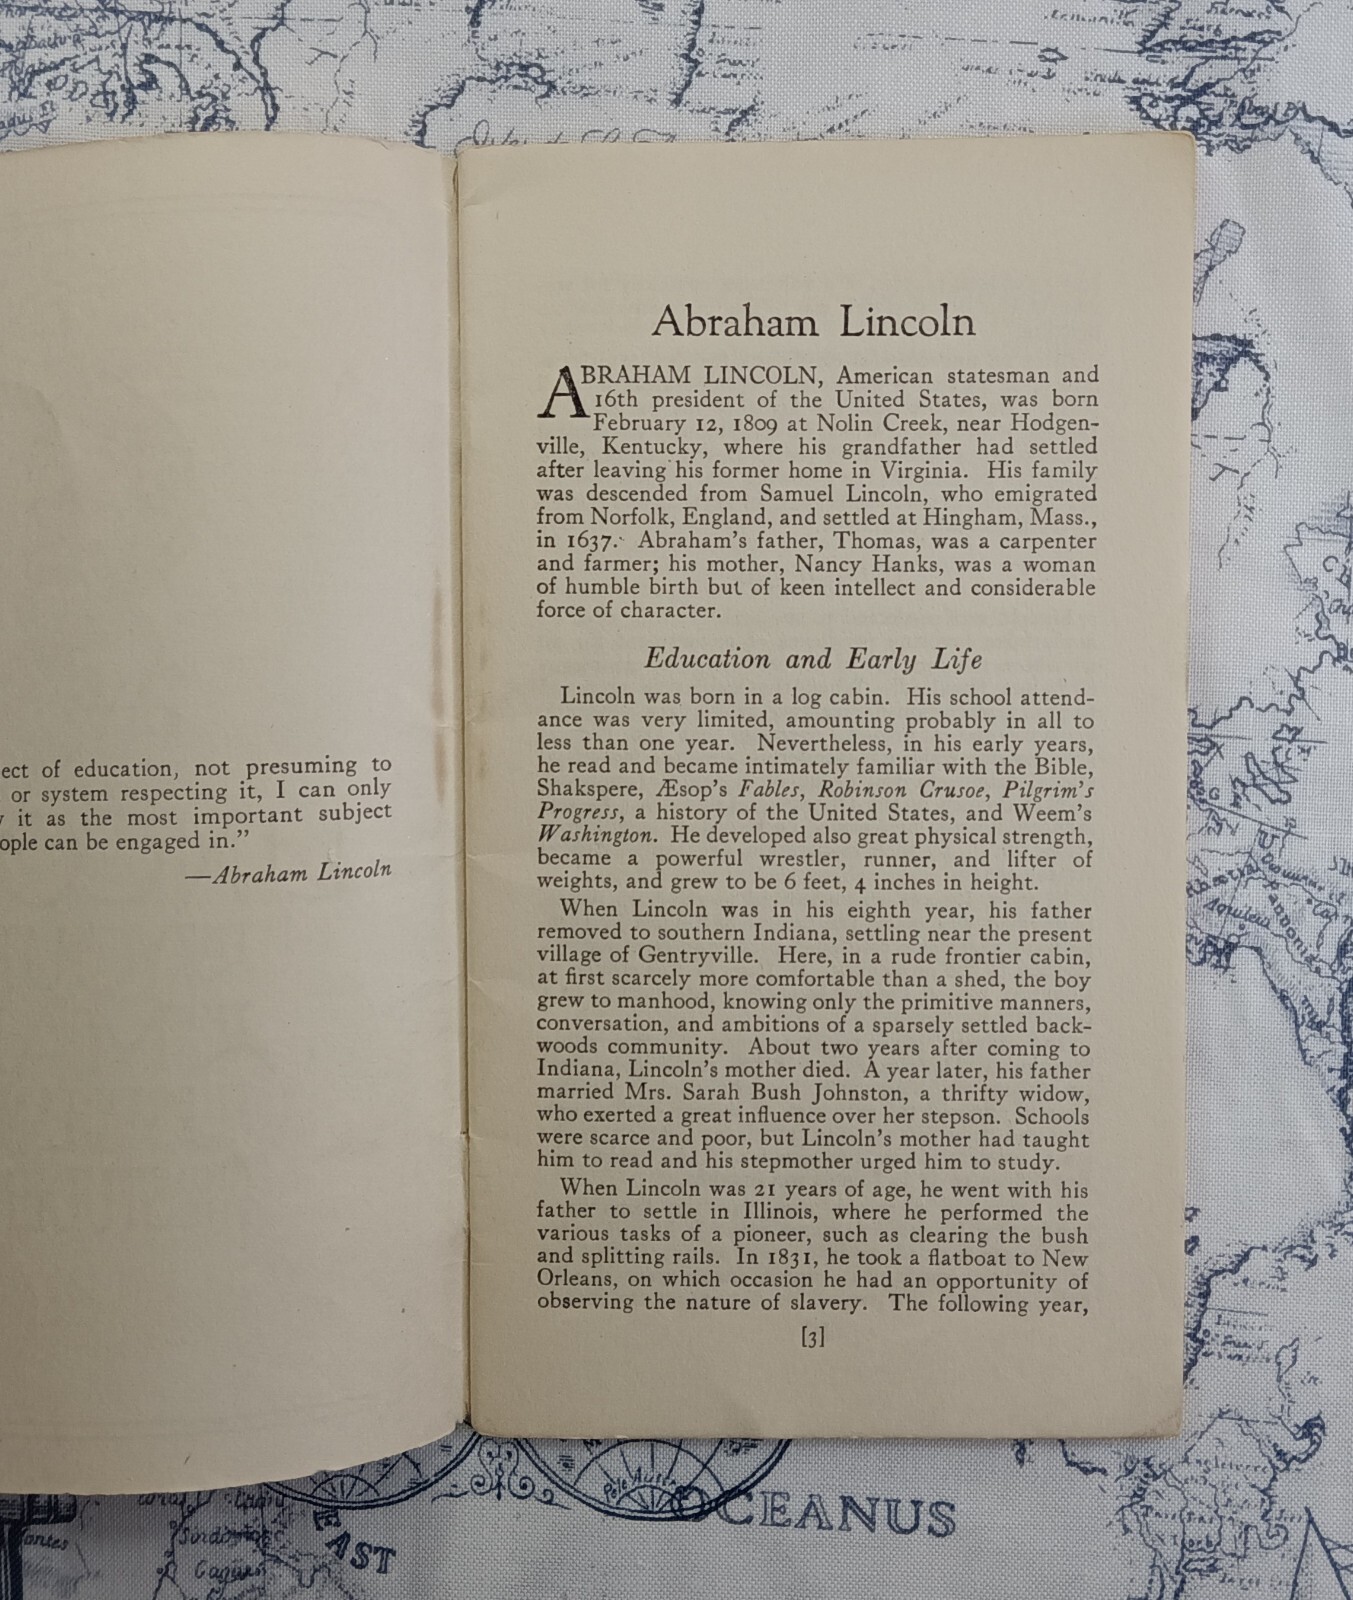 ect of education, not presuming to
or system respecting it, I can only
it as the most important subject
ople can be engaged in.”
—Abraham Lincoln
Abraham Lincoln
ABRAHAM LINCOLN, American statesman and
16th president of the United States, was born
February 12, 1809 at Nolin Creek, near Hodgen-
ville, Kentucky, where his grandfather had settled
after leaving his former home in Virginia. His family
was descended from Samuel Lincoln, who emigrated
from Norfolk, England, and settled at Hingham, Mass.,
in 1637. Abraham’s father, Thomas, was a carpenter
and farmer; his mother, Nancy Hanks, was a woman
of humble birth but of keen intellect and considerable
force of character.
Education and Early Life
Lincoln was born in a log cabin. His school attend-
ance was very limited, amounting probably in all to
less than one year. Nevertheless, in his early years,
he read and became intimately familiar with the Bible,
Shakspere, Æsop’s Fables, Robinson Crusoe, Pilgrim’s
Progress, a history of the United States, and Weem’s
Washington. He developed also great physical strength,
became a powerful wrestler, runner, and lifter of
weights, and grew to be 6 feet, 4 inches in height.
When Lincoln was in his eighth year, his father
removed to southern Indiana, settling near the present
village of Gentryville. Here, in a rude frontier cabin,
at first scarcely more comfortable than a shed, the boy
grew to manhood, knowing only the primitive manners,
conversation, and ambitions of a sparsely settled back-
woods community. About two years after coming to
Indiana, Lincoln’s mother died. A year later, his father
married Mrs. Sarah Bush Johnston, a thrifty widow,
who exerted a great influence over her stepson. Schools
were scarce and poor, but Lincoln’s mother had taught
him to read and his stepmother urged him to study.
When Lincoln was 21 years of age, he went with his
father to settle in Illinois, where he performed the
various tasks of a pioneer, such as clearing the bush
and splitting rails. In 1831, he took a flatboat to New
Orleans, on which occasion he had an opportunity of
observing the nature of slavery. The following year,
[3]
OCEANUS
EAST